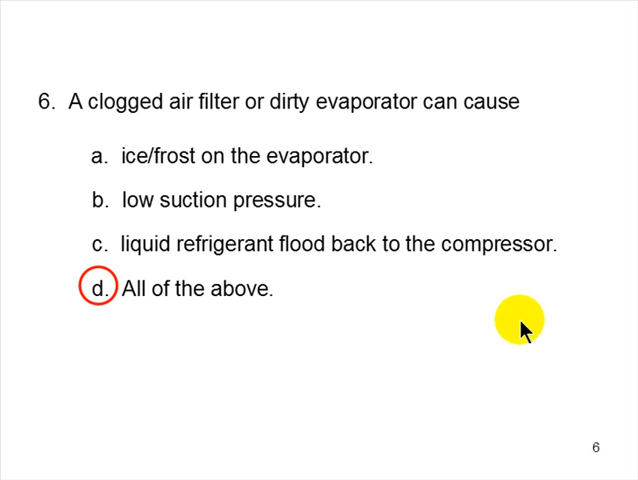 6. A clogged air filter or dirty evaporator can cause
a. ice/frost on the evaporator.
b. low suction pressure.
c. liquid refrigerant flood back to the compressor.
d. All of the above.
6